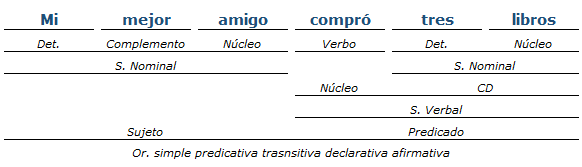 Mi mejor amigo compró tres libros
Det. Complemento Núcleo Verbo Det. Núcleo
S. Nominal S. Nominal
Núcleo CD
S. Verbal
Sujeto Predicado
Or. simple predicativa trasnsitiva declarativa afirmativa